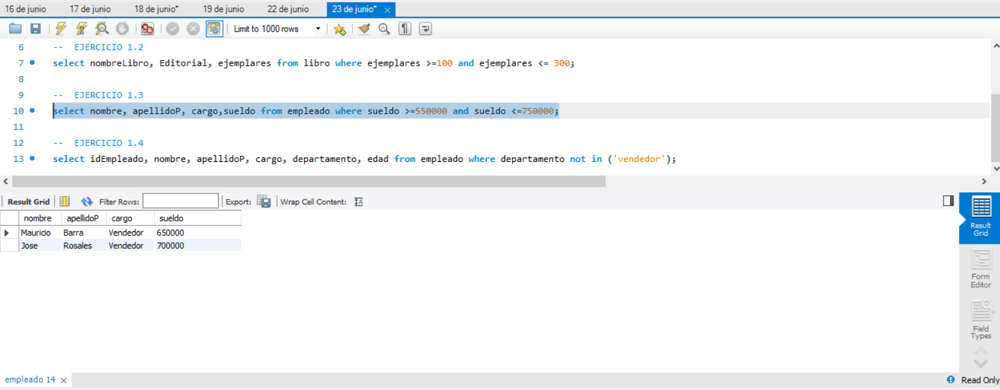 16 de junio 17 de junio 18 de junio* 19 de junio 22 de junio 23 de junio*
Limit to 1000 rows
6 -- EJERCICIO 1.2
7 select nombreLibro, Editorial, ejemplares from libro where ejemplares >=100 and ejemplares <= 300;
8
9 -- EJERCICIO 1.3
10 select nombre, apellidoP, cargo,sueldo from empleado where sueldo >=550000 and sueldo <=750000;
11
12 -- EJERCICIO 1.4
13 select idEmpleado, nombre, apellidoP, cargo, departamento, edad from empleado where departamento not in ('vendedor');
Result Grid Filter Rows: Export: Wrap Cell Content:
nombre apellidoP cargo sueldo
Mauricio Barra Vendedor 650000
Jose Rosales Vendedor 700000
Result
Grid
Form
Editor
Field
Types
empleado 14 Read Only